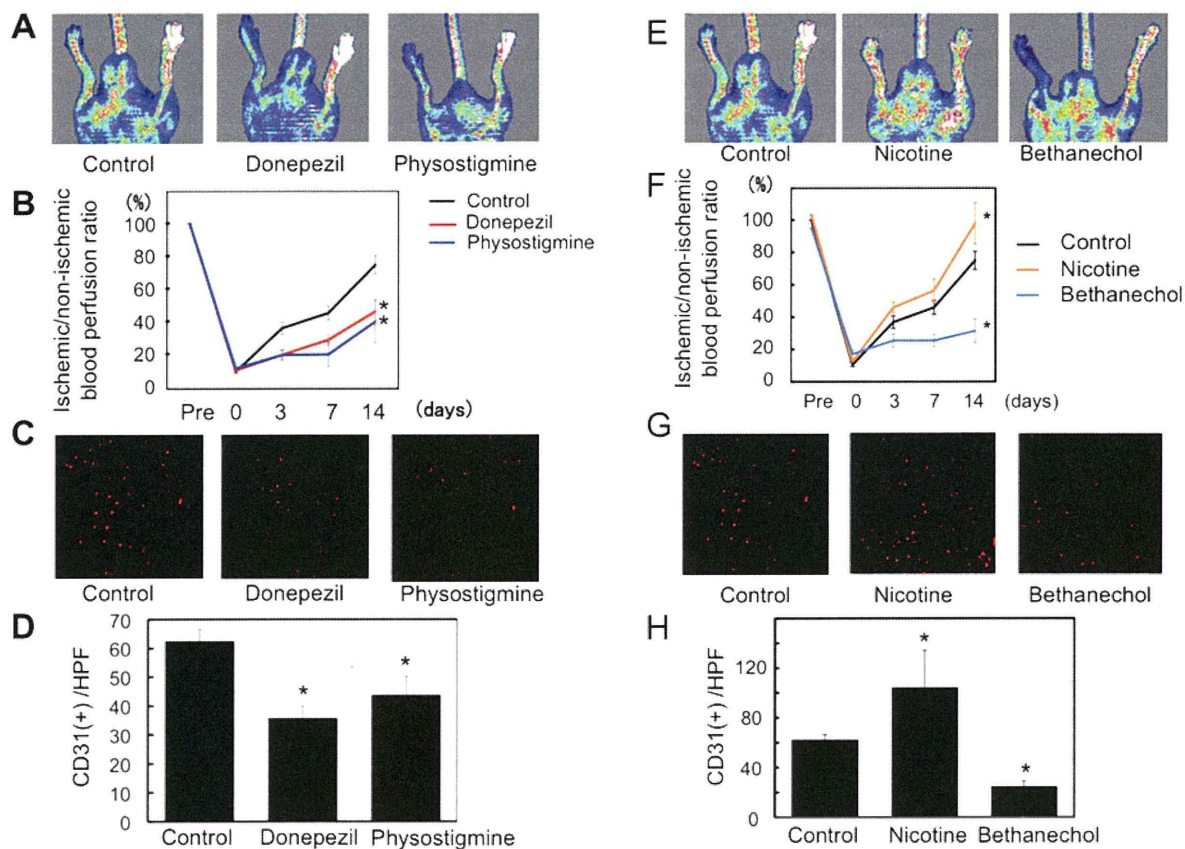 A
Control
Donepezil
Physostigmine
B
Ischemic/non-ischemic
blood perfusion ratio
(%)
100
80
60
40
20
0
Control
Donepezil
Physostigmine
*
*
Pre 0 3 7 14 (days)
C
Control
Donepezil
Physostigmine
D
CD31(+) /HPF
70
60
50
40
30
20
10
0
*
*
Control Donepezil Physostigmine
E
Control
Nicotine
Bethanechol
F
Ischemic/non-ischemic
blood perfusion ratio
(%)
100
80
60
40
20
0
*
*
Control
Nicotine
Bethanechol
Pre 0 3 7 14 (days)
G
Control
Nicotine
Bethanechol
H
CD31(+) /HPF
120
80
40
0
*
*
Control Nicotine Bethanechol